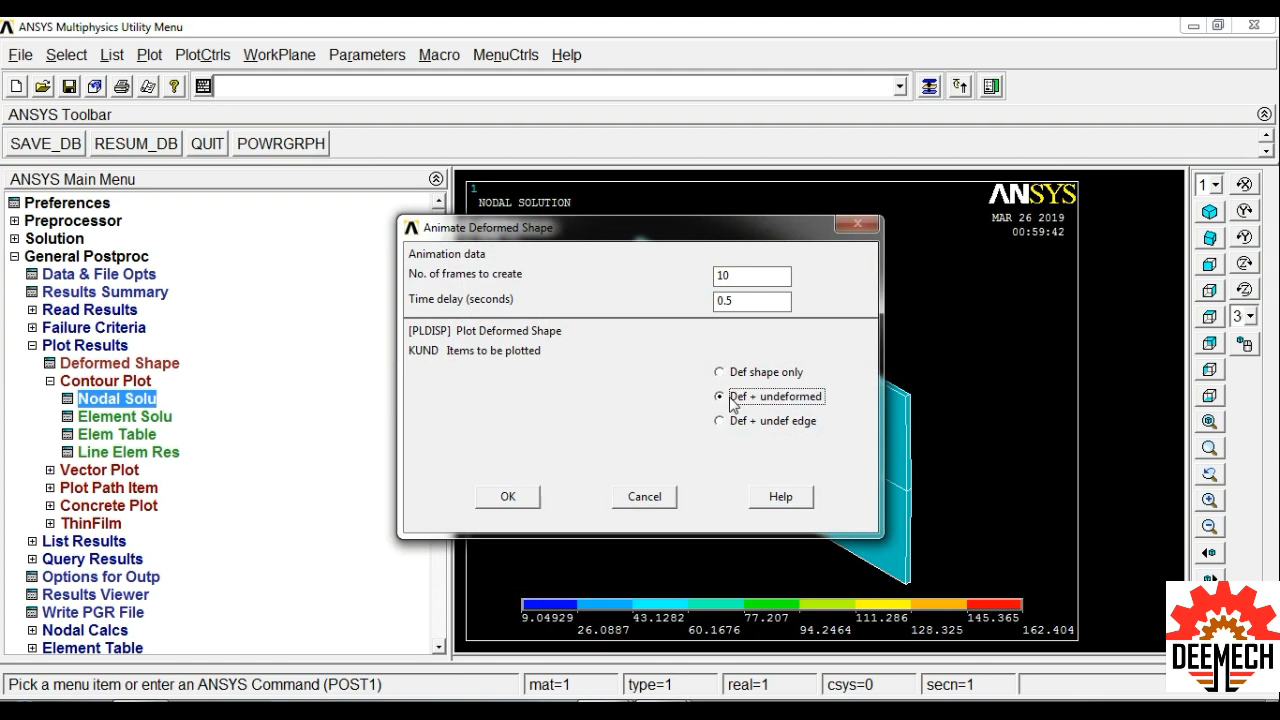 ANSYS Multiphysics Utility Menu
File Select List Plot PlotCtrls WorkPlane Parameters Macro MenuCtrls Help
ANSYS Toolbar
SAVE_DB RESUM_DB QUIT POWRGRPH
ANSYS Main Menu
Preferences
Preprocessor
Solution
General Postproc
Data & File Opts
Results Summary
Read Results
Failure Criteria
Plot Results
Deformed Shape
Contour Plot
Nodal Solu
Element Solu
Elem Table
Line Elem Res
Vector Plot
Plot Path Item
Concrete Plot
ThinFilm
List Results
Query Results
Options for Outp
Results Viewer
Write PGR File
Nodal Calcs
Element Table
1
NODAL SOLUTION
ANSYS
MAR 26 2019
00:59:42
Animate Deformed Shape
Animation data
No. of frames to create 10
Time delay (seconds) 0.5
[PLDISP] Plot Deformed Shape
KUND Items to be plotted
Def shape only
Def + undeformed
Def + undef edge
OK Cancel Help
9.04929 43.1282 77.207 111.286 145.365
26.0887 60.1676 94.2464 128.325 162.404
1
3
DEEMECH
Pick a menu item or enter an ANSYS Command (POST1) mat=1 type=1 real=1 csys=0 secn=1